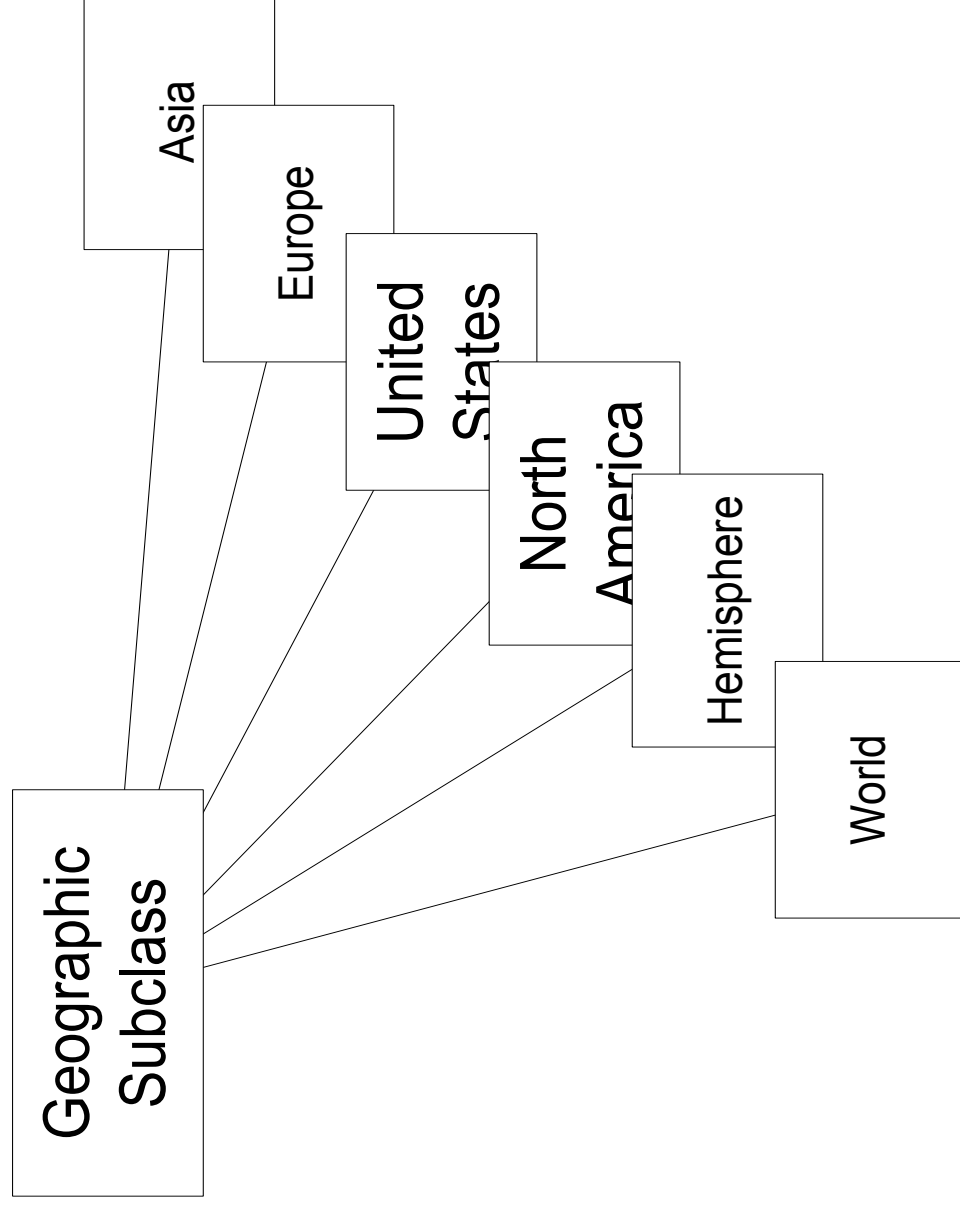 Geographic
Subclass
Asia
Europe
United
States
North
America
Hemisphere
World